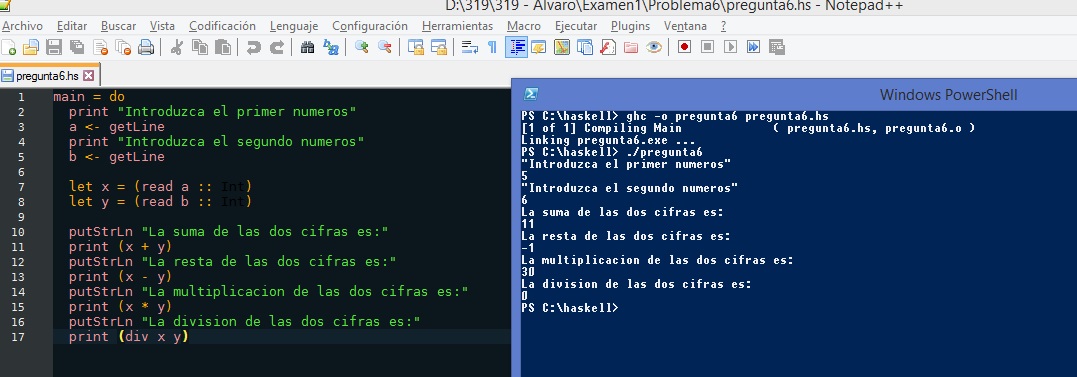 D:\319\319 - Alvaro\Examen1\Problema6\pregunta6.hs - Notepad++
Archivo Editar Buscar Vista Codificación Lenguaje Configuración Herramientas Macro Ejecutar Plugins Ventana ?
pregunta6.hs
1 main = do
2 print "Introduzca el primer numeros"
3 a <- getLine
4 print "Introduzca el segundo numeros"
5 b <- getLine
6
7 let x = (read a :: Int)
8 let y = (read b :: Int)
9
10 putStrLn "La suma de las dos cifras es:"
11 print (x + y)
12 putStrLn "La resta de las dos cifras es:"
13 print (x - y)
14 putStrLn "La multiplicacion de las dos cifras es:"
15 print (x * y)
16 putStrLn "La division de las dos cifras es:"
17 print (div x y)
Windows PowerShell
PS C:\haskell> ghc -o pregunta6 pregunta6.hs
[1 of 1] Compiling Main ( pregunta6.hs, pregunta6.o )
Linking pregunta6.exe ...
PS C:\haskell> ./pregunta6
"Introduzca el primer numeros"
5
"Introduzca el segundo numeros"
6
La suma de las dos cifras es:
11
La resta de las dos cifras es:
-1
La multiplicacion de las dos cifras es:
30
La division de las dos cifras es:
0
PS C:\haskell>